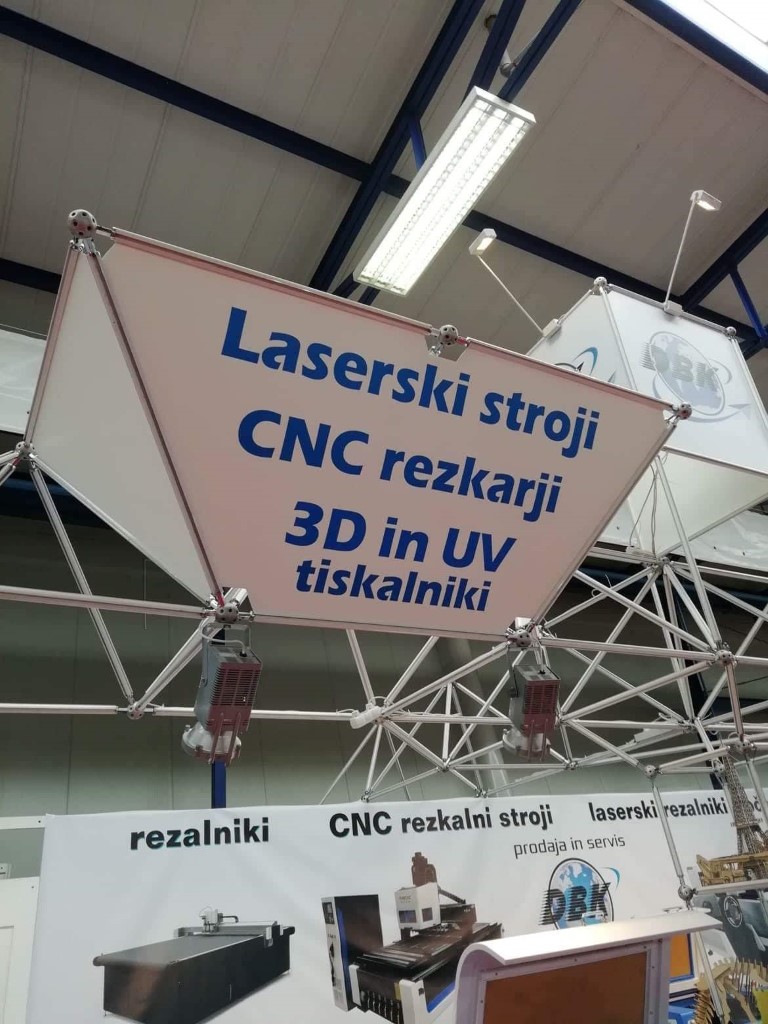 Laserski stroji
CNC rezkarji
3D in UV
tiskalniki
DBK
rezalniki
CNC rezkalni stroji
laserski rezalniki
prodaja in servis
DBK